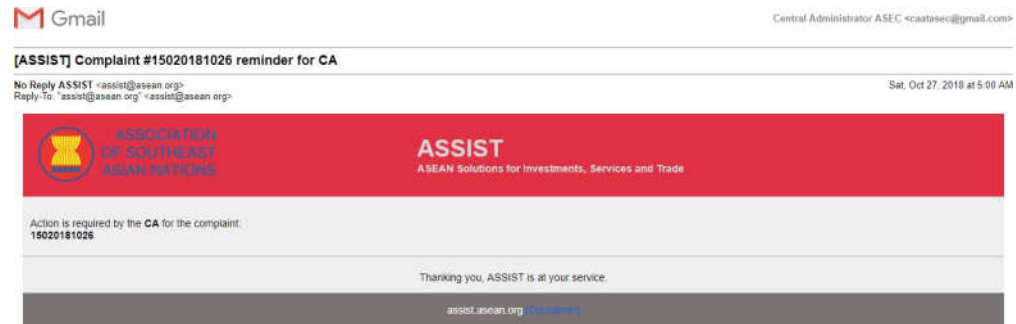 Gmail
Central Administrator ASEC <caatasec@gmail.com>
[ASSIST] Complaint #15020181026 reminder for CA
No Reply ASSIST <assist@asean.org>
Sat, Oct 27, 2018 at 5:00 AM
Reply-To: "assist@asean.org" <assist@asean.org>
ASSOCIATION
OF SOUTHEAST
ASIAN NATIONS
ASSIST
ASEAN Solutions for Investments, Services and Trade
Action is required by the CA for the complaint:
15020181026
Thanking you, ASSIST is at your service.
assist.asean.org [Disclaimer]